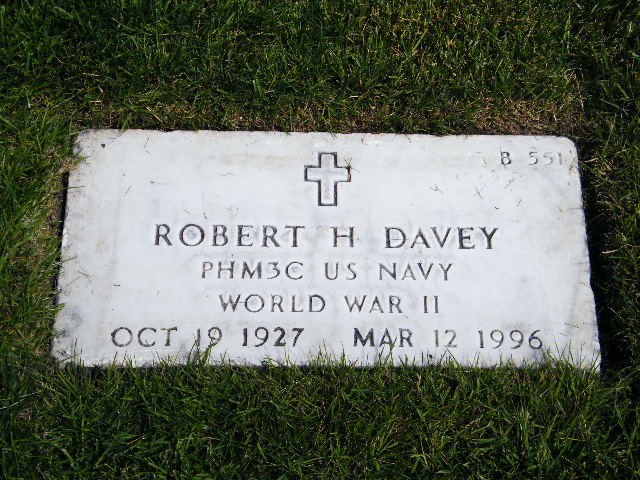 B 551
ROBERT H DAVEY
PHM3C US NAVY
WORLD WAR II
OCT 19 1927 MAR 12 1996